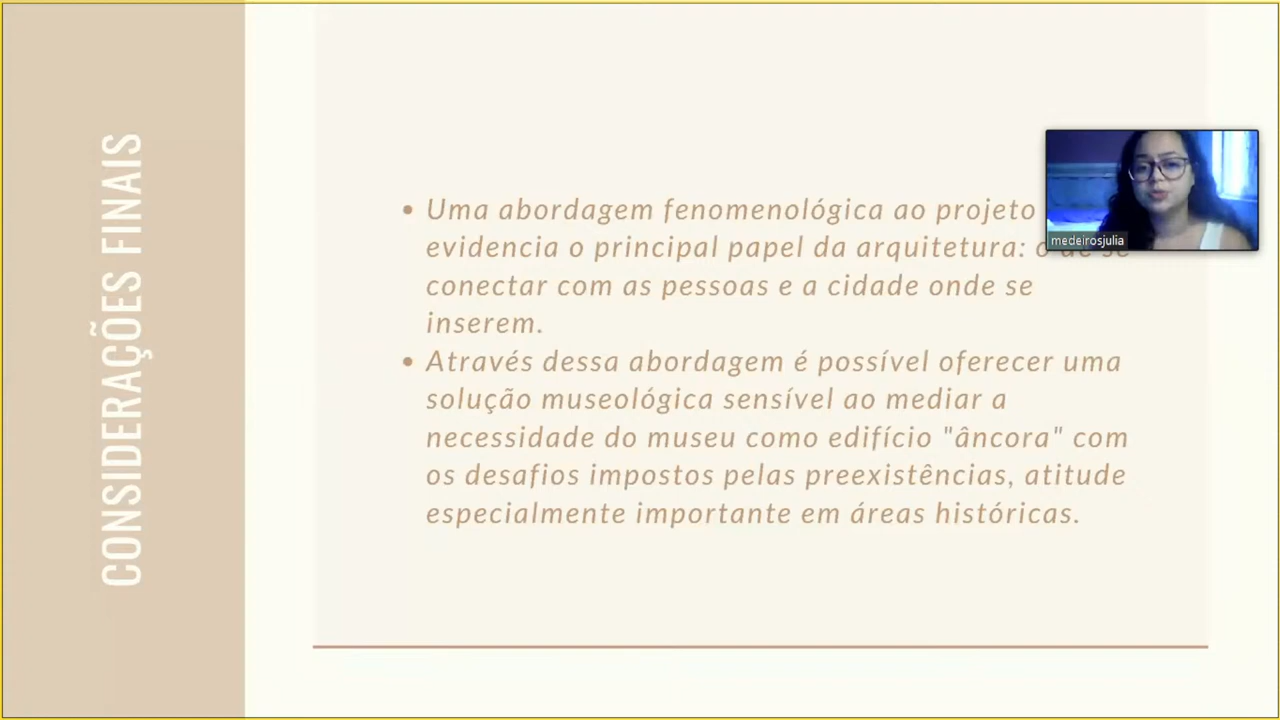 CONSIDERAÇÕES FINAIS
• Uma abordagem fenomenológica ao projeto
evidencia o principal papel da arquitetura: o de se
conectar com as pessoas e a cidade onde se
inserem.
• Através dessa abordagem é possível oferecer uma
solução museológica sensível ao mediar a
necessidade do museu como edifício "âncora" com
os desafios impostos pelas preexistências, atitude
especialmente importante em áreas históricas.
medeirosjulia